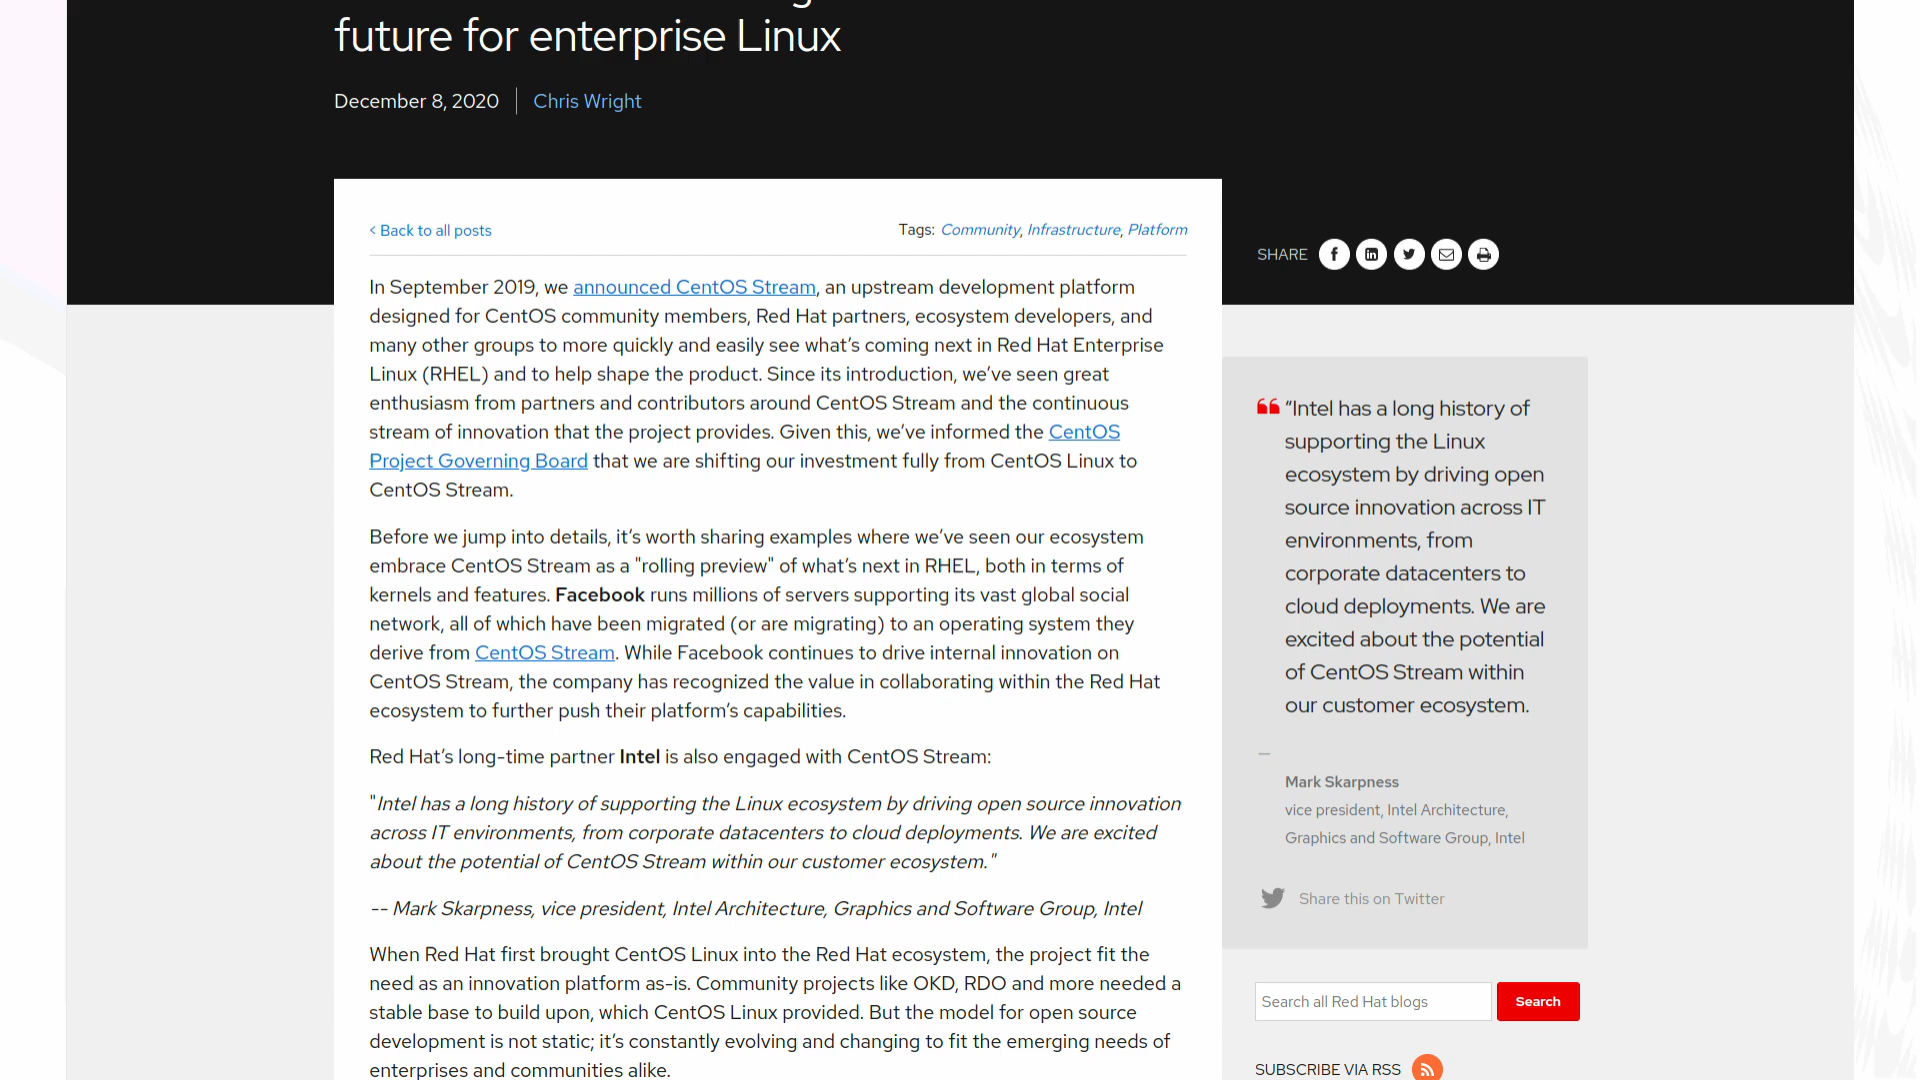 future for enterprise Linux
December 8, 2020 Chris Wright
< Back to all posts
Tags: Community, Infrastructure, Platform
SHARE
In September 2019, we announced CentOS Stream, an upstream development platform
designed for CentOS community members, Red Hat partners, ecosystem developers, and
many other groups to more quickly and easily see what’s coming next in Red Hat Enterprise
Linux (RHEL) and to help shape the product. Since its introduction, we’ve seen great
enthusiasm from partners and contributors around CentOS Stream and the continuous
stream of innovation that the project provides. Given this, we’ve informed the CentOS
Project Governing Board that we are shifting our investment fully from CentOS Linux to
CentOS Stream.
Before we jump into details, it’s worth sharing examples where we’ve seen our ecosystem
embrace CentOS Stream as a "rolling preview" of what’s next in RHEL, both in terms of
kernels and features. Facebook runs millions of servers supporting its vast global social
network, all of which have been migrated (or are migrating) to an operating system they
derive from CentOS Stream. While Facebook continues to drive internal innovation on
CentOS Stream, the company has recognized the value in collaborating within the Red Hat
ecosystem to further push their platform’s capabilities.
Red Hat’s long-time partner Intel is also engaged with CentOS Stream:
"Intel has a long history of supporting the Linux ecosystem by driving open source innovation
across IT environments, from corporate datacenters to cloud deployments. We are excited
about the potential of CentOS Stream within our customer ecosystem."
-- Mark Skarpness, vice president, Intel Architecture, Graphics and Software Group, Intel
When Red Hat first brought CentOS Linux into the Red Hat ecosystem, the project fit the
need as an innovation platform as-is. Community projects like OKD, RDO and more needed a
stable base to build upon, which CentOS Linux provided. But the model for open source
development is not static; it’s constantly evolving and changing to fit the emerging needs of
enterprises and communities alike.
“Intel has a long history of
supporting the Linux
ecosystem by driving open
source innovation across IT
environments, from
corporate datacenters to
cloud deployments. We are
excited about the potential
of CentOS Stream within
our customer ecosystem.
—
Mark Skarpness
vice president, Intel Architecture,
Graphics and Software Group, Intel
Share this on Twitter
Search all Red Hat blogs Search
SUBSCRIBE VIA RSS